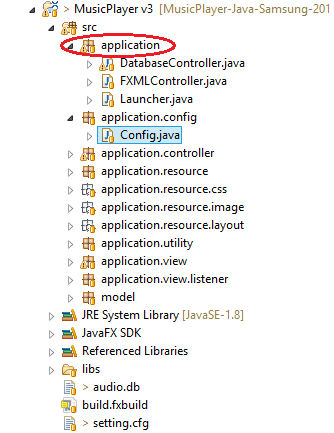 > MusicPlayer v3 [MusicPlayer-Java-Samsung-201
src
application
DatabaseController.java
FXMLController.java
Launcher.java
application.config
Config.java
application.controller
application.resource
application.resource.css
application.resource.image
application.resource.layout
application.utility
application.view
application.view.listener
model
JRE System Library [JavaSE-1.8]
JavaFX SDK
Referenced Libraries
libs
> audio.db
build.fxbuild
> setting.cfg